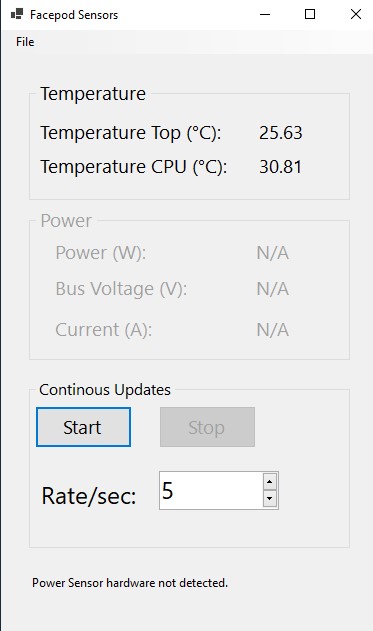 Facepod Sensors
File
Temperature
Temperature Top (°C): 25.63
Temperature CPU (°C): 30.81
Power
Power (W): N/A
Bus Voltage (V): N/A
Current (A): N/A
Continous Updates
Start Stop
Rate/sec: 5
Power Sensor hardware not detected.